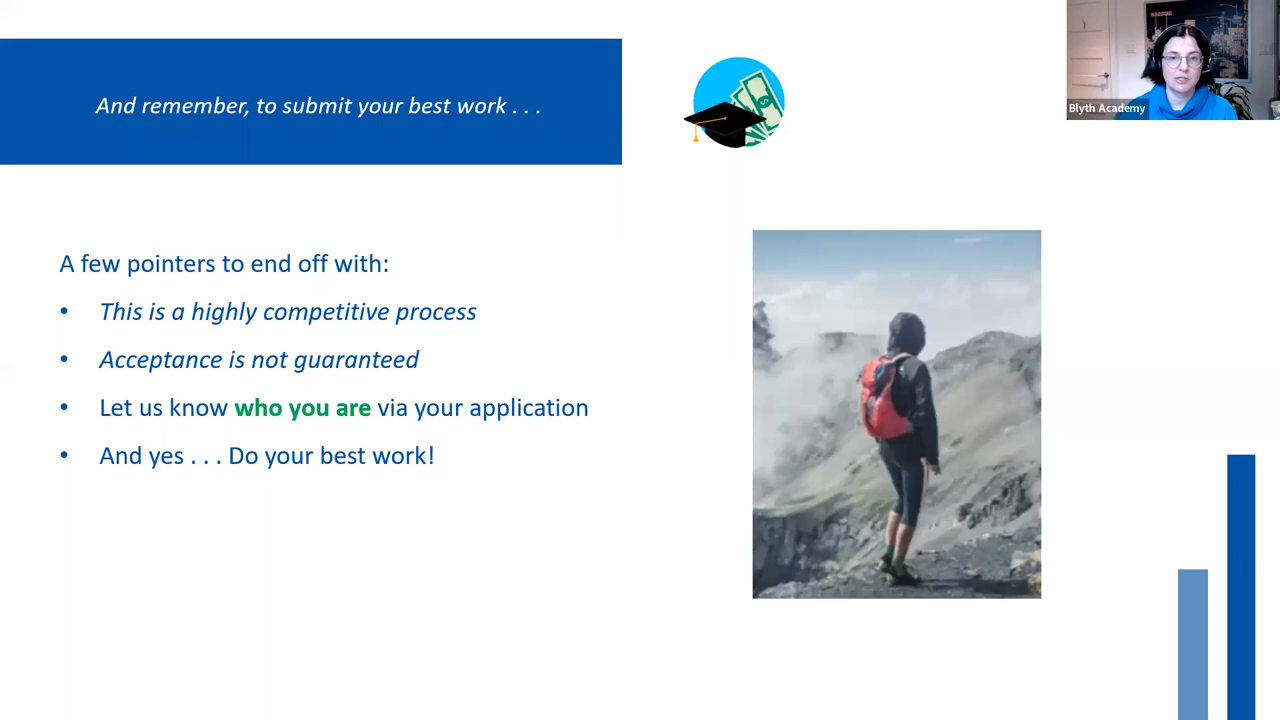 And remember, to submit your best work . . .
Blyth Academy
A few pointers to end off with:
• This is a highly competitive process
• Acceptance is not guaranteed
• Let us know who you are via your application
• And yes . . . Do your best work!